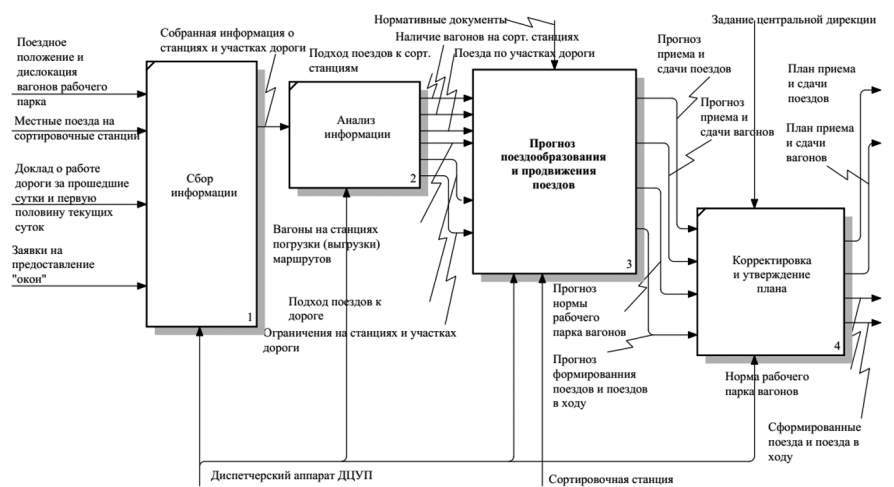 Нормативные документы
Задание центральной дирекции
Собранная информация о
станциях и участках дороги
Наличие вагонов на сорт. станциях
Подход поездов к сорт.
станциям
Поезда по участкам дороги
Поездное
положение и
дислокация
вагонов рабочего
парка
Местные поезда на
сортировочные станции
Доклад о работе
дороги за прошедшие
сутки и первую
половину текущих
суток
Заявки на
предоставление
"окон"
Сбор
информации
1
Анализ
информации
2
Вагоны на станциях
погрузки (выгрузки)
маршрутов
Подход поездов к
дороге
Ограничения на станциях и участках
дороги
Прогноз
поездообразования
и продвижения
поездов
3
Прогноз
приема и
сдачи поездов
Прогноз
приема и
сдачи вагонов
Прогноз
нормы
рабочего
парка вагонов
Прогноз
формированния
поездов и поездов
в ходу
План приема
и сдачи
поездов
План приема
и сдачи
вагонов
Корректировка
и утверждение
плана
4
Норма рабочего
парка вагонов
Сформированные
поезда и поезда в
ходу
Диспетчерский аппарат ДЦУП
Сортировочная станция